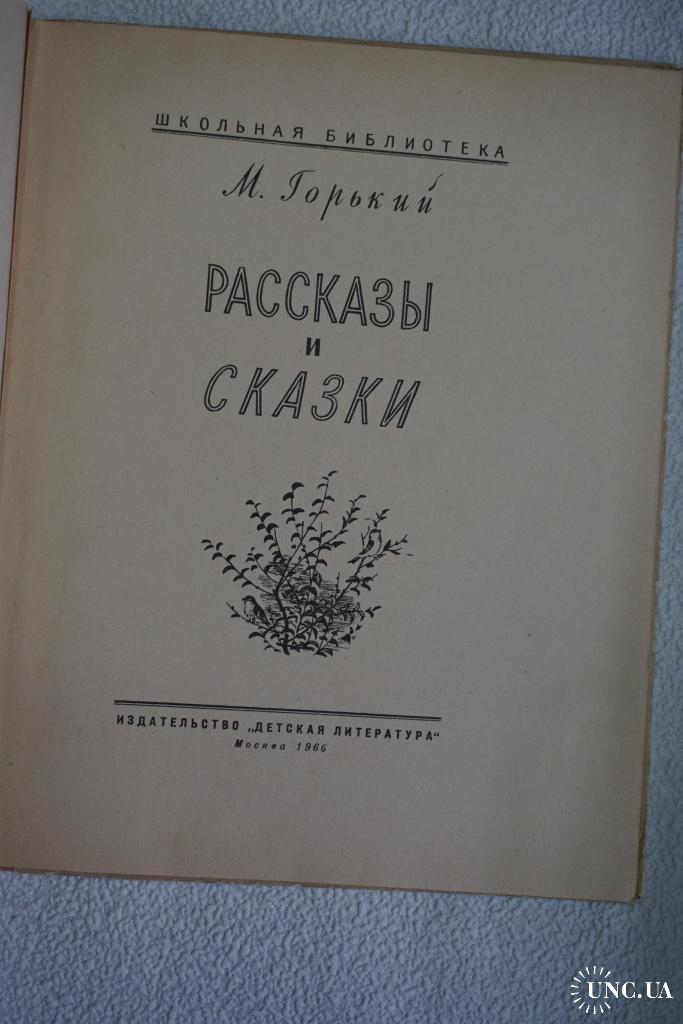 ШКОЛЬНАЯ БИБЛИОТЕКА
М. Горький
РАССКАЗЫ
И
СКАЗКИ
ИЗДАТЕЛЬСТВО „ДЕТСКАЯ ЛИТЕРАТУРА“
Москва 1966
UNC.UA